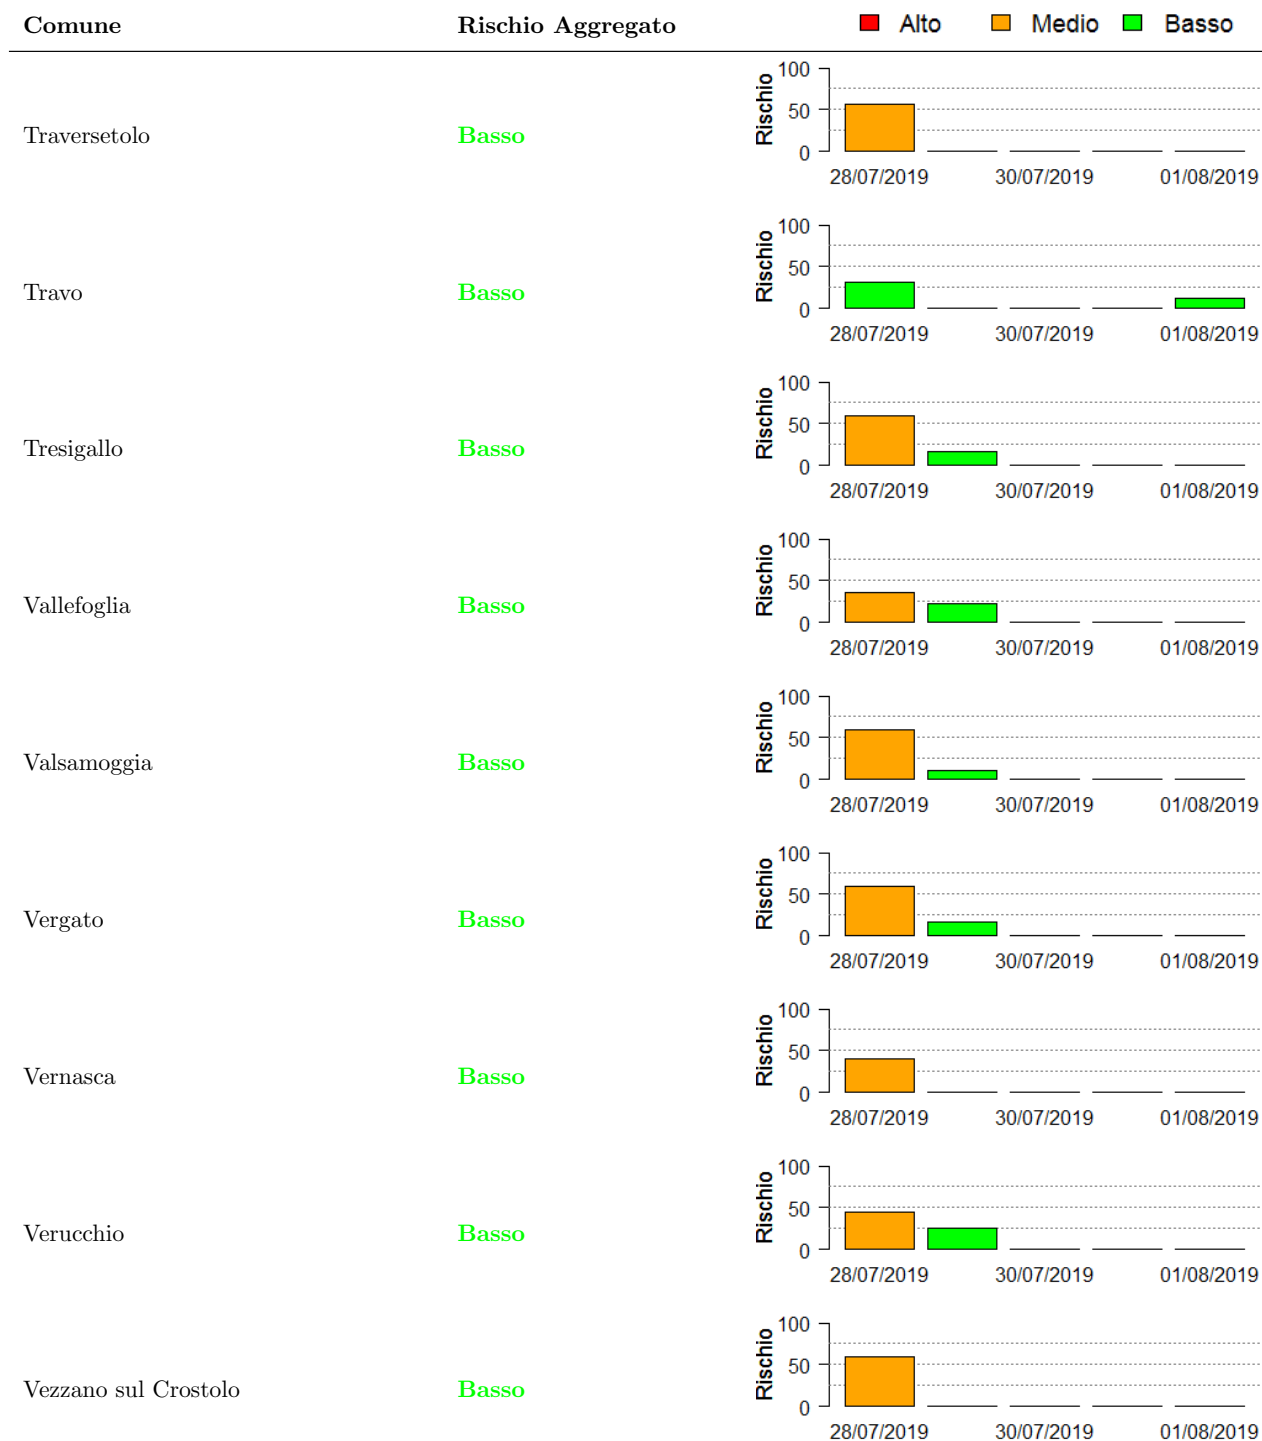 Comune Rischio Aggregato Alto Medio Basso
100
Rischio
50
Traversetolo Basso
0
28/07/2019 30/07/2019 01/08/2019
100
Rischio
50
Travo Basso
0
28/07/2019 30/07/2019 01/08/2019
100
Rischio
50
Tresigallo Basso
0
28/07/2019 30/07/2019 01/08/2019
100
Rischio
50
Vallefoglia Basso
0
28/07/2019 30/07/2019 01/08/2019
100
Rischio
50
Valsamoggia Basso
0
28/07/2019 30/07/2019 01/08/2019
100
Rischio
50
Vergato Basso
0
28/07/2019 30/07/2019 01/08/2019
100
Rischio
50
Vernasca Basso
0
28/07/2019 30/07/2019 01/08/2019
100
Rischio
50
Verucchio Basso
0
28/07/2019 30/07/2019 01/08/2019
100
Rischio
50
Vezzano sul Crostolo Basso
0
28/07/2019 30/07/2019 01/08/2019